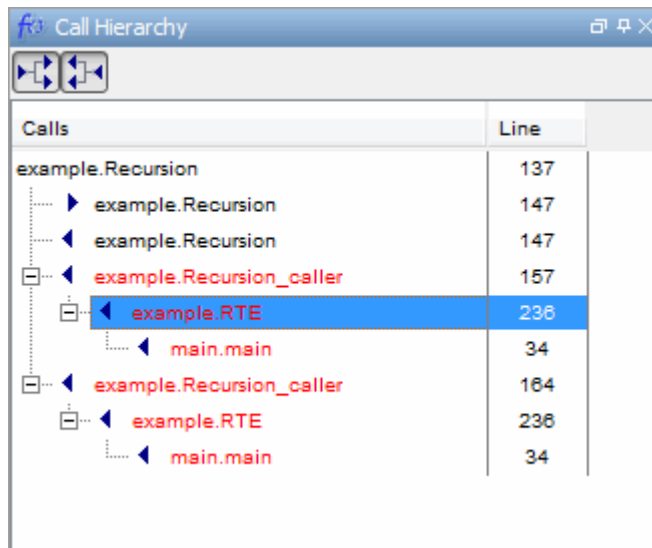 f() Call Hierarchy
Calls Line
example.Recursion 137
example.Recursion 147
example.Recursion 147
example.Recursion_caller 157
example.RTE 236
main.main 34
example.Recursion_caller 164
example.RTE 236
main.main 34